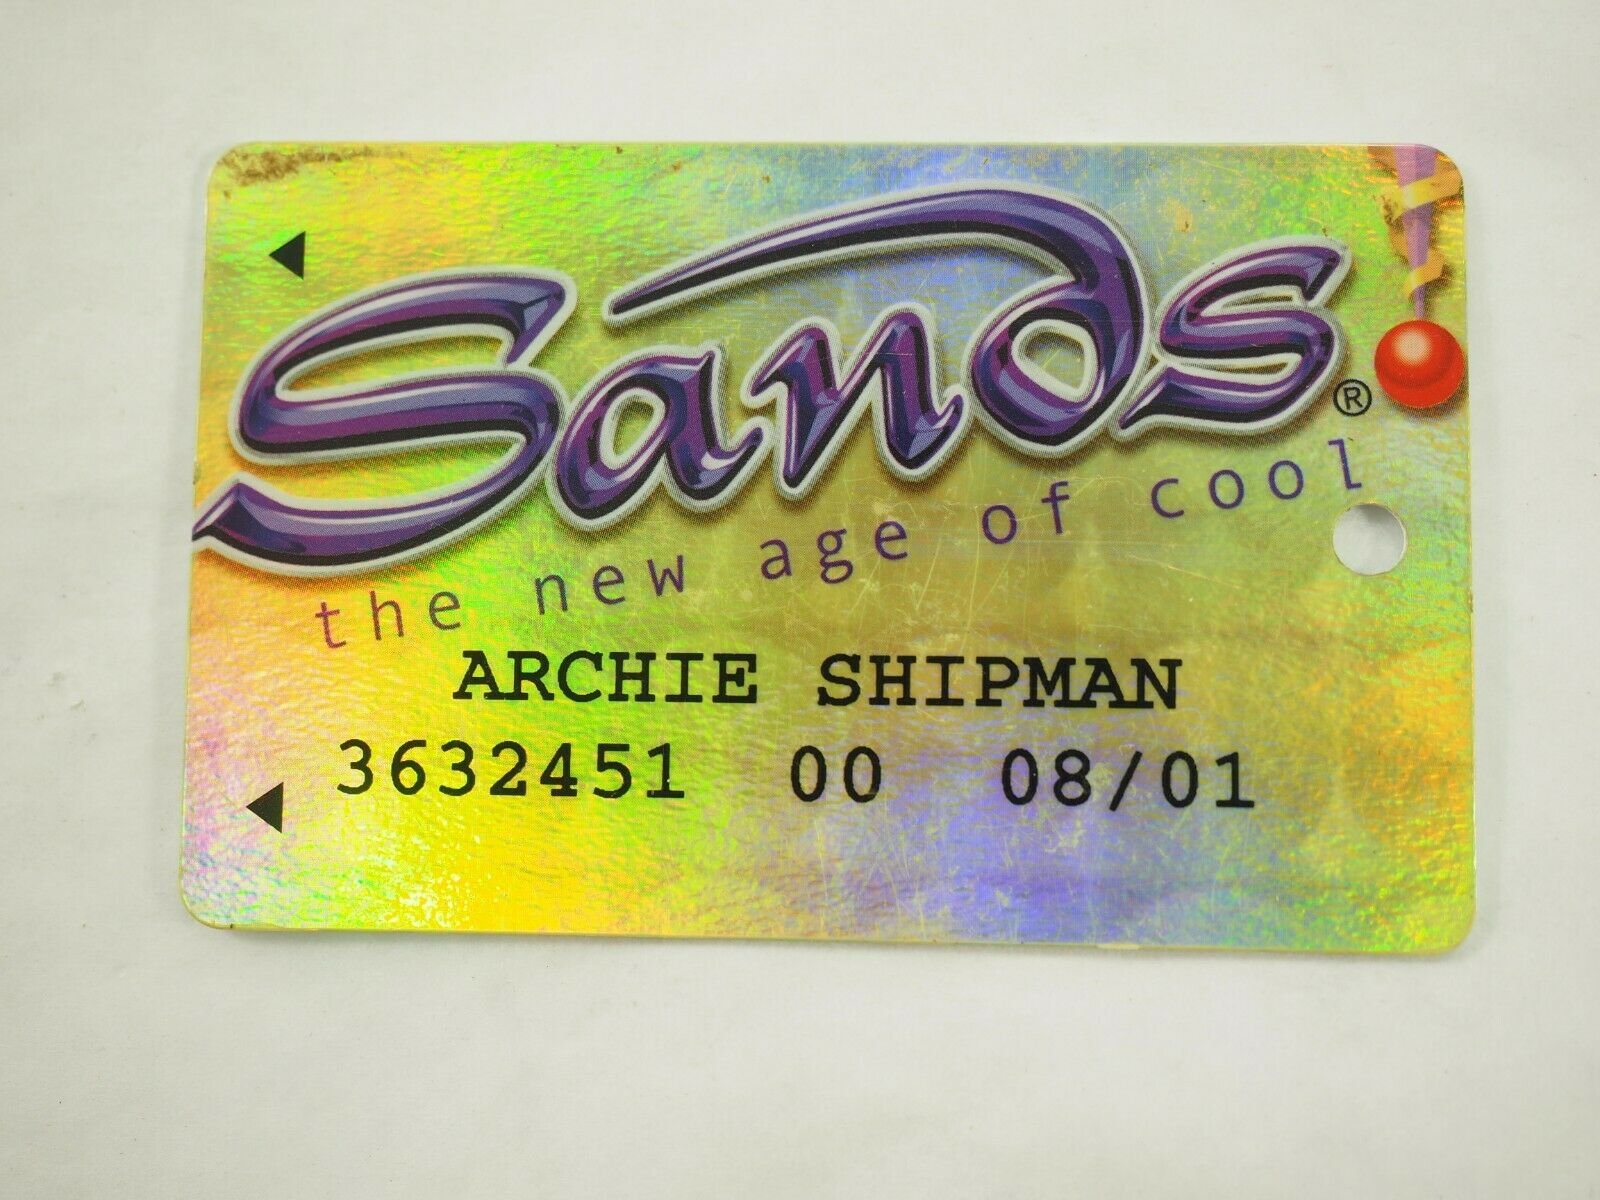 Sands®
the new age of cool
ARCHIE SHIPMAN
3632451 00 08/01